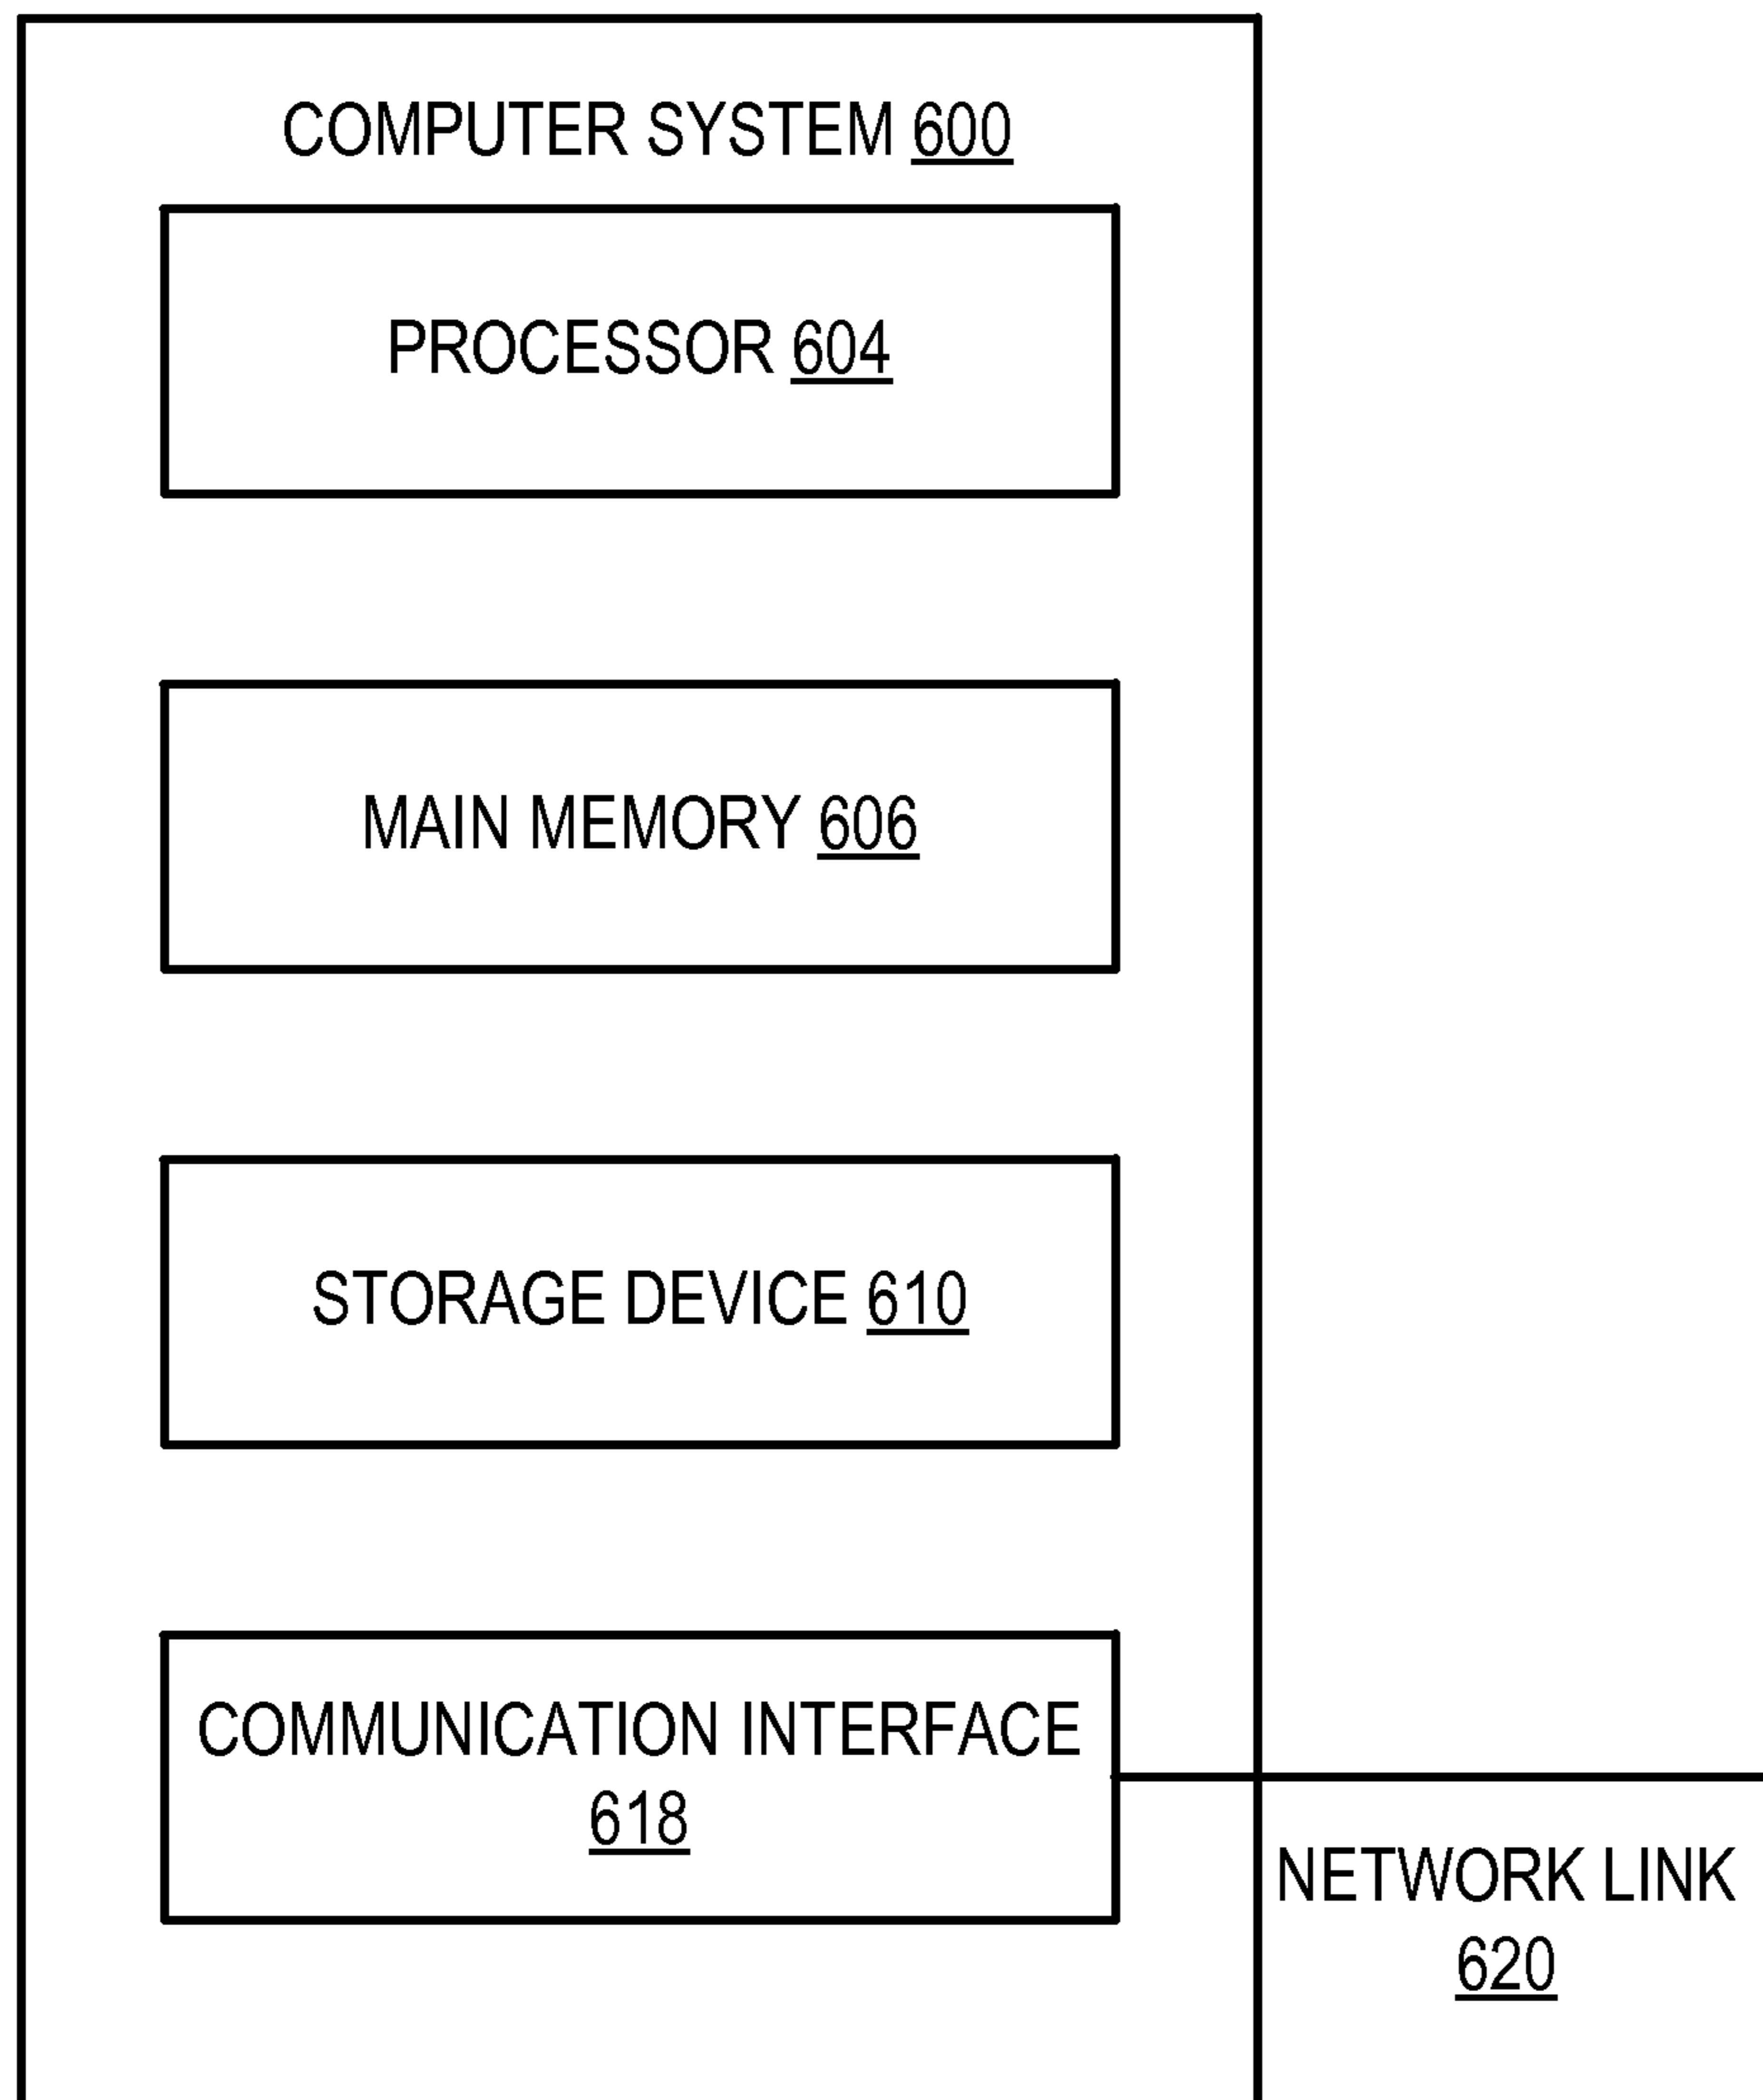 COMPUTER SYSTEM 600
PROCESSOR 604
MAIN MEMORY 606
STORAGE DEVICE 610
COMMUNICATION INTERFACE
618
NETWORK LINK
620